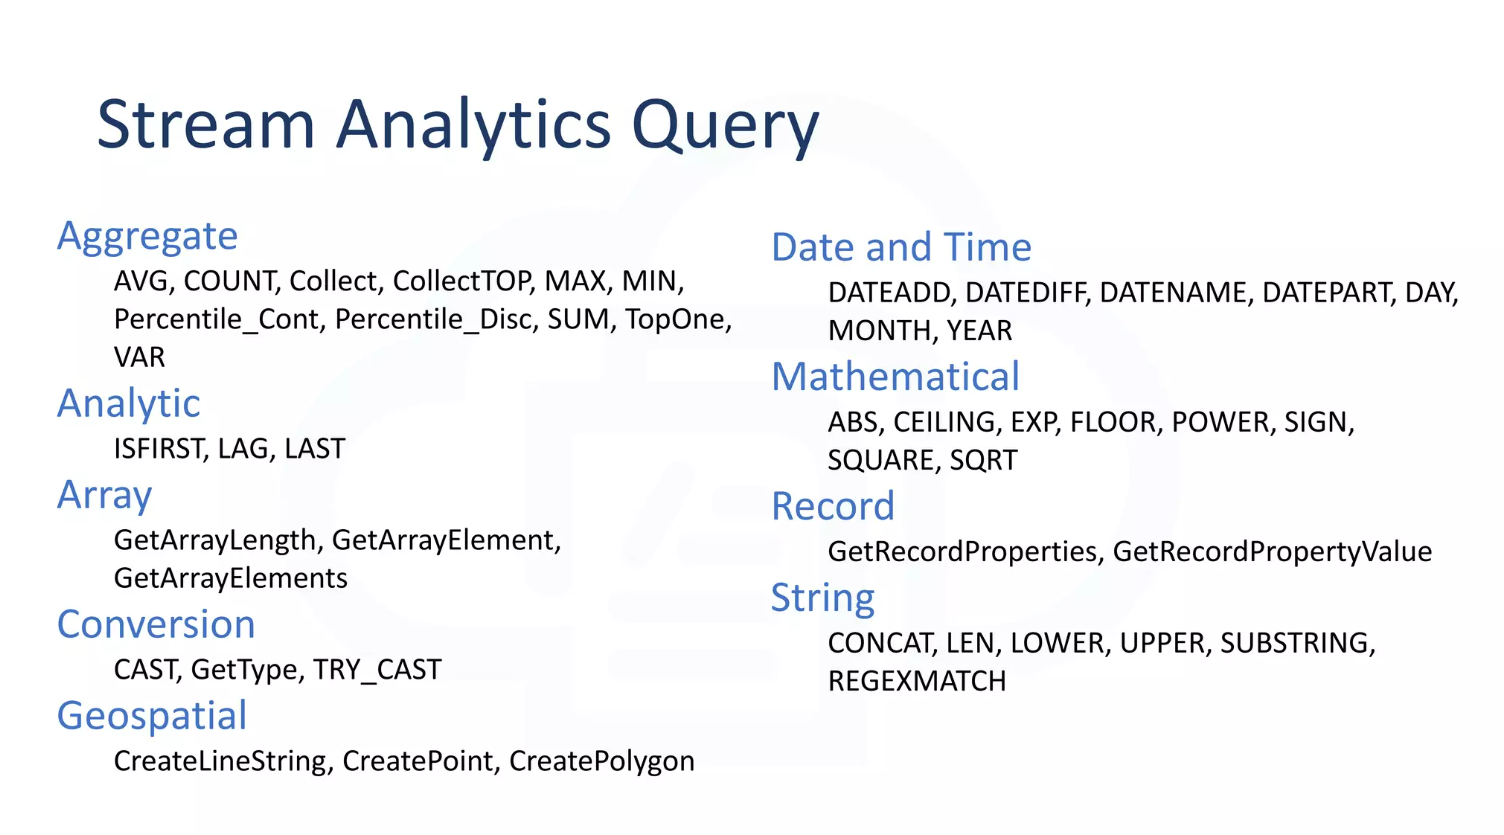 Stream Analytics Query
Aggregate
AVG, COUNT, Collect, CollectTOP, MAX, MIN,
Percentile_Cont, Percentile_Disc, SUM, TopOne,
VAR
Analytic
ISFIRST, LAG, LAST
Array
GetArrayLength, GetArrayElement,
GetArrayElements
Conversion
CAST, GetType, TRY_CAST
Geospatial
CreateLineString, CreatePoint, CreatePolygon
Date and Time
DATEADD, DATEDIFF, DATENAME, DATEPART, DAY,
MONTH, YEAR
Mathematical
ABS, CEILING, EXP, FLOOR, POWER, SIGN,
SQUARE, SQRT
Record
GetRecordProperties, GetRecordPropertyValue
String
CONCAT, LEN, LOWER, UPPER, SUBSTRING,
REGEXMATCH